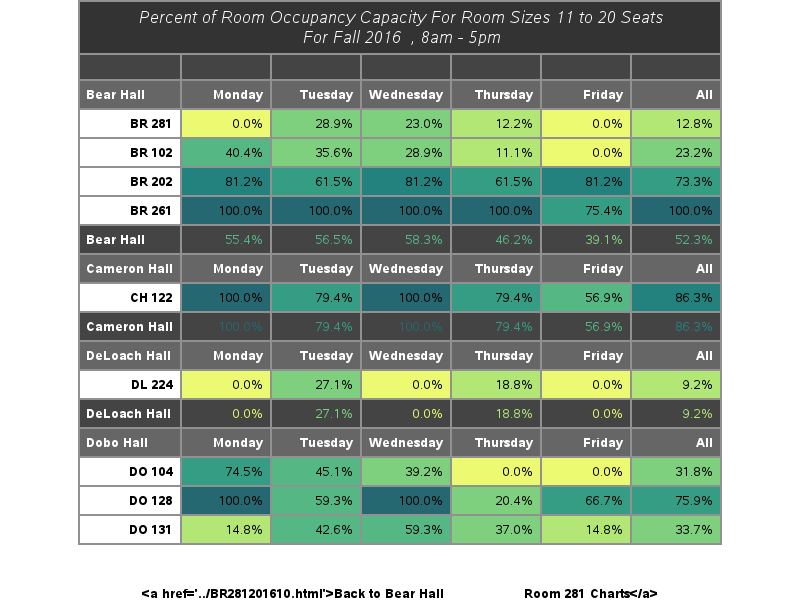 Percent of Room Occupancy Capacity For Room Sizes 11 to 20 Seats
For Fall 2016 , 8am - 5pm
Bear Hall Monday Tuesday Wednesday Thursday Friday All
BR 281 0.0% 28.9% 23.0% 12.2% 0.0% 12.8%
BR 102 40.4% 35.6% 28.9% 11.1% 0.0% 23.2%
BR 202 81.2% 61.5% 81.2% 61.5% 81.2% 73.3%
BR 261 100.0% 100.0% 100.0% 100.0% 75.4% 100.0%
Bear Hall 55.4% 56.5% 58.3% 46.2% 39.1% 52.3%
Cameron Hall Monday Tuesday Wednesday Thursday Friday All
CH 122 100.0% 79.4% 100.0% 79.4% 56.9% 86.3%
Cameron Hall 100.0% 79.4% 100.0% 79.4% 56.9% 86.3%
DeLoach Hall Monday Tuesday Wednesday Thursday Friday All
DL 224 0.0% 27.1% 0.0% 18.8% 0.0% 9.2%
DeLoach Hall 0.0% 27.1% 0.0% 18.8% 0.0% 9.2%
Dobo Hall Monday Tuesday Wednesday Thursday Friday All
DO 104 74.5% 45.1% 39.2% 0.0% 0.0% 31.8%
DO 128 100.0% 59.3% 100.0% 20.4% 66.7% 75.9%
DO 131 14.8% 42.6% 59.3% 37.0% 14.8% 33.7%
<a href='../BR281201610.html'>Back to Bear Hall Room 281 Charts</a>